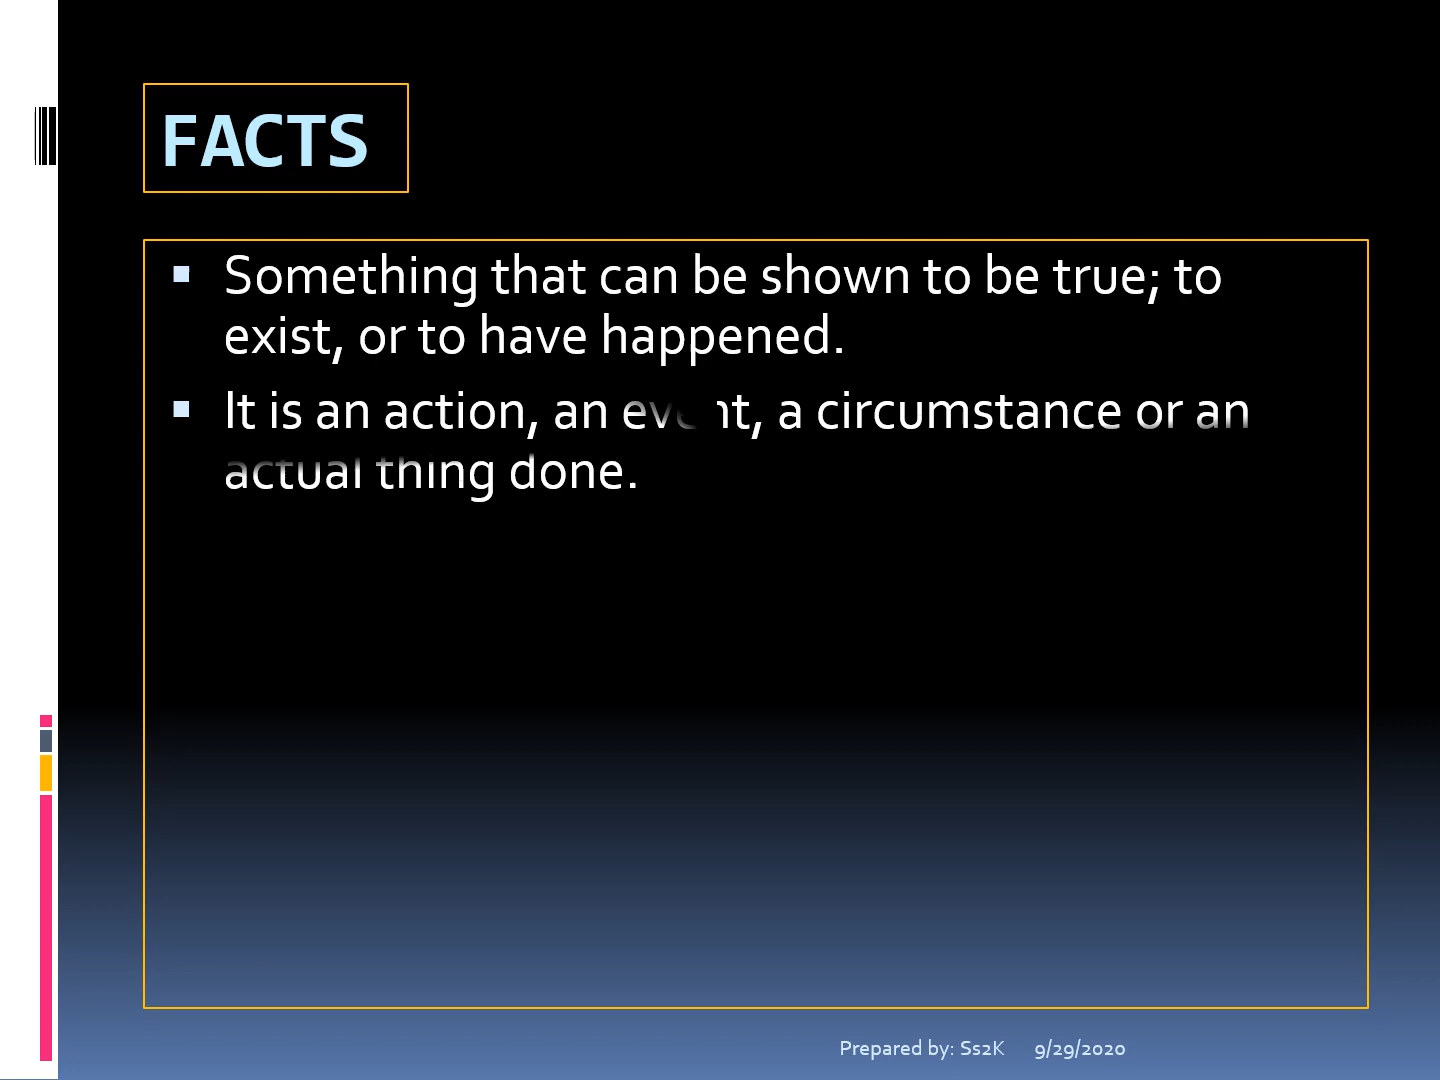 FACTS
Something that can be shown to be true; to
exist, or to have happened.
It is an action, an event, a circumstance or an
actual thing done.
Prepared by: Ss2K 9/29/2020